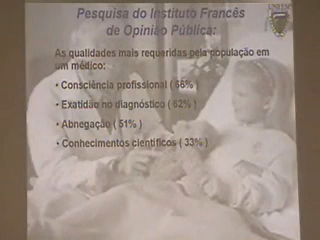 Pesquisa do Instituto Francês
de Opinião Pública:
As qualidades mais requeridas pela população em
um médico:
• Consciência profissional ( 66% )
• Exatidão no diagnóstico ( 62% )
• Abnegação ( 51% )
• Conhecimentos científicos ( 33% )